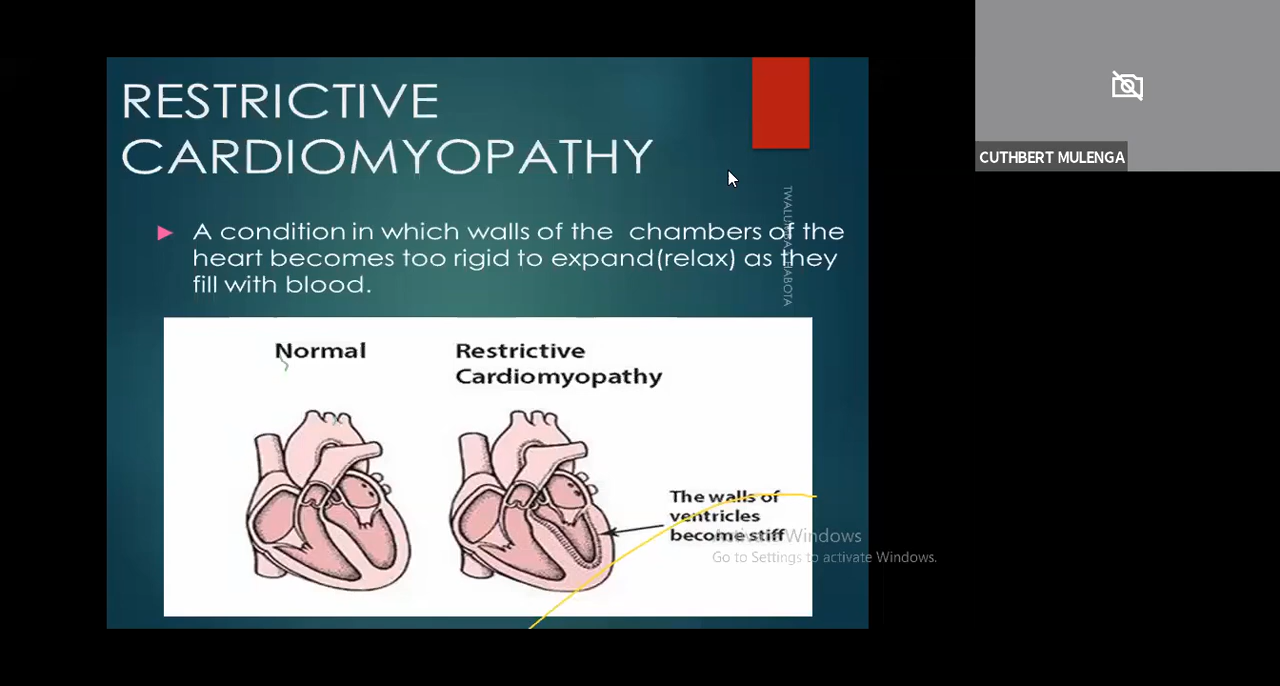 RESTRICTIVE
CARDIOMYOPATHY
CUTHBERT MULENGA
A condition in which walls of the chambers of the
heart becomes too rigid to expand(relax) as they
fill with blood.
Normal
Restrictive
Cardiomyopathy
The walls of
ventricles
become stiff
Activate Windows
Go to Settings to activate Windows.